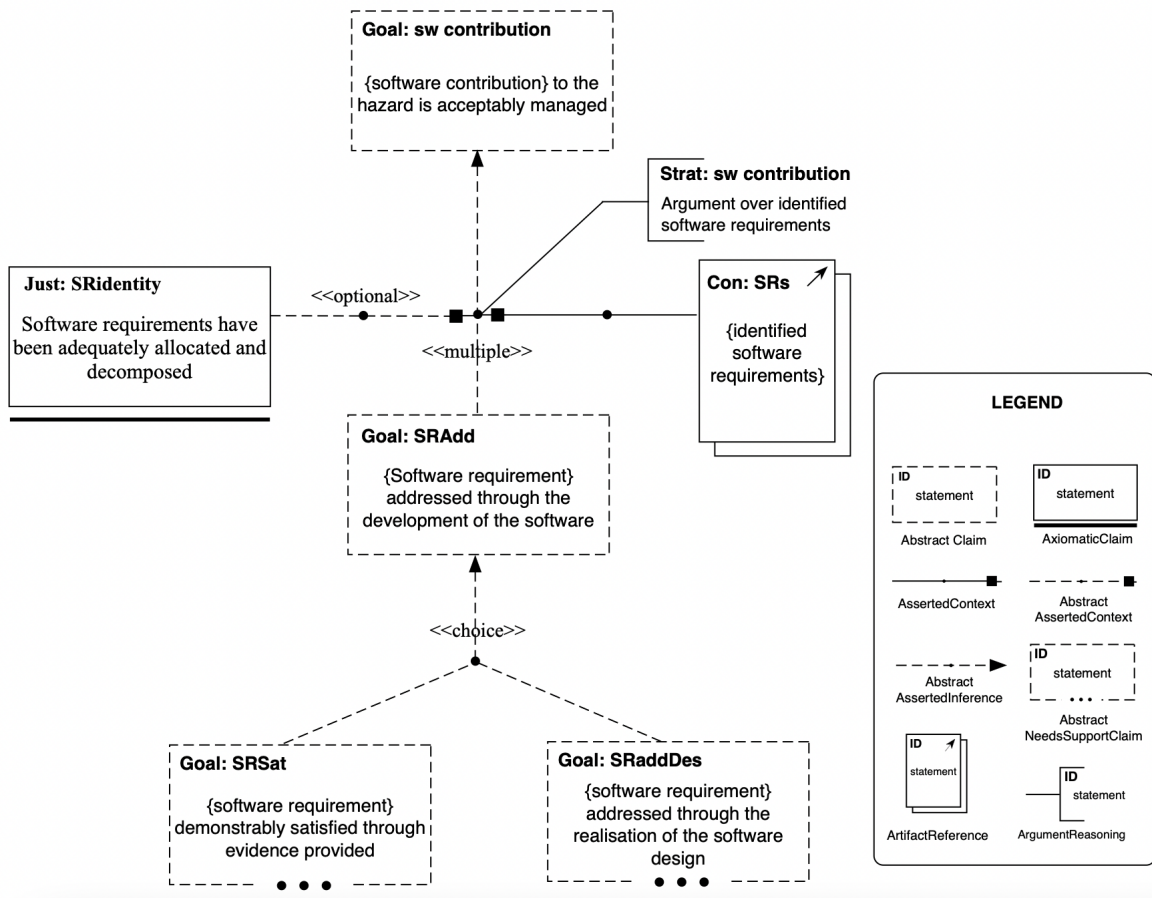 Goal: sw contribution
{software contribution} to the
hazard is acceptably managed
Strat: sw contribution
Argument over identified
software requirements
Just: SRidentity
Software requirements have
been adequately allocated and
decomposed
<<optional>>
<<multiple>>
Con: SRs
{identified
software
requirements}
Goal: SRAdd
{Software requirement}
addressed through the
development of the software
<<choice>>
Goal: SRSat
{software requirement}
demonstrably satisfied through
evidence provided
Goal: SRaddDes
{software requirement}
addressed through the
realisation of the software
design
LEGEND
ID
statement
Abstract Claim
ID
statement
AxiomaticClaim
AssertedContext
Abstract
AssertedContext
Abstract
AssertedInference
ID
statement
Abstract
NeedsSupportClaim
ID
statement
ArtifactReference
ID
statement
ArgumentReasoning